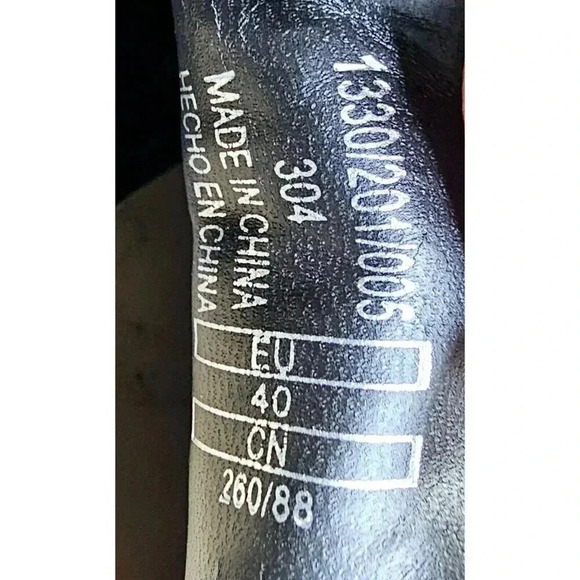 1330/201/005
304
MADE IN CHINA
HECHO EN CHINA
EU
40
CN
260/88